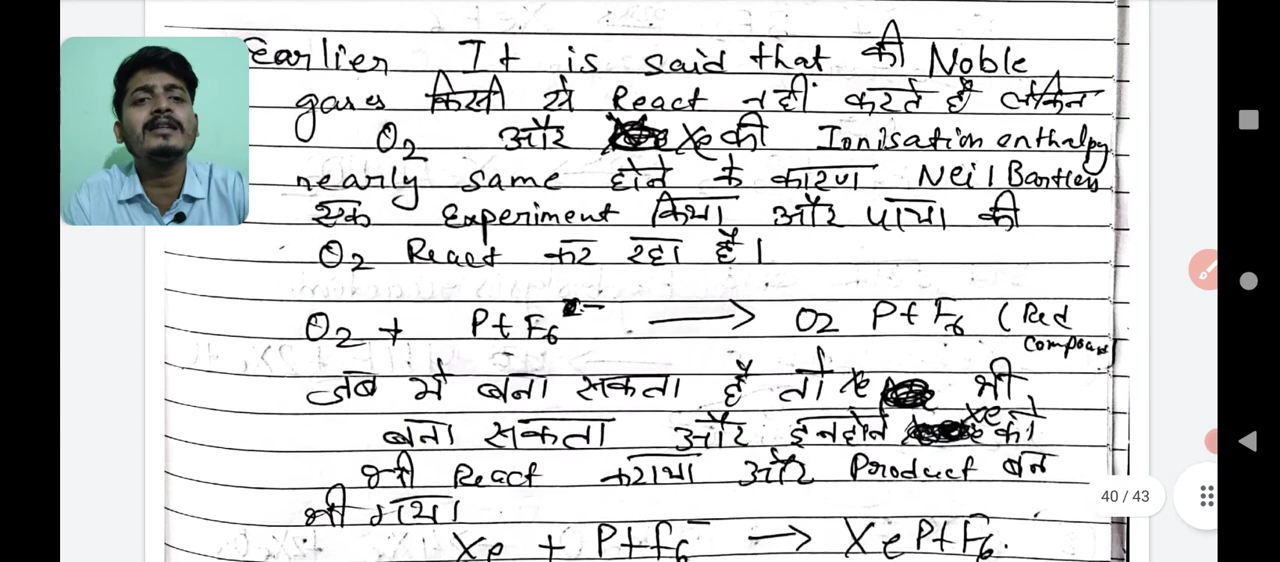 Earlier It is said that की Noble
gases किसी से React नहीं करते है लेकिन
O2 और Xe की Ionisation enthalpy
nearly same होने के कारण Neil Bartlett
एक Experiment किया और पाया की
O2 React कर रहा है।
O2 + PtF6⁻ ⟶ O2 PtF6 (Red
जब ये बना सकता है तो Xe भी
बना सकता और इनहोने Xe को
भी React कराया और Product बन
भी गया।
Xe + PtF6⁻ ⟶ XePtF6.
40 / 43